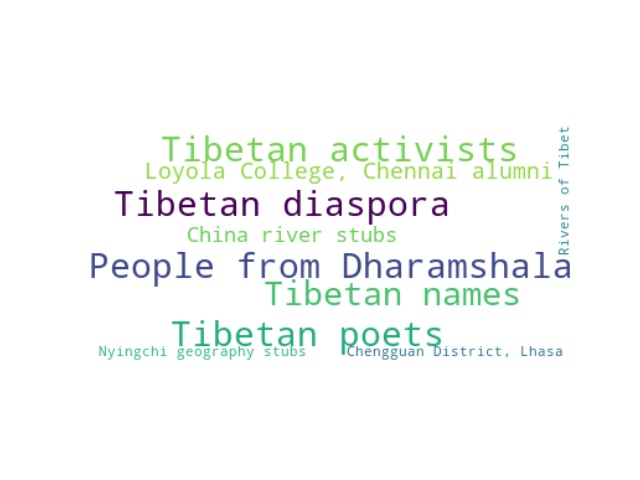 Tibetan activists
Loyola College, Chennai alumni
Tibetan diaspora
China river stubs
People from Dharamshala
Tibetan names
Tibetan poets
Nyingchi geography stubs
Chengguan District, Lhasa
Rivers of Tibet